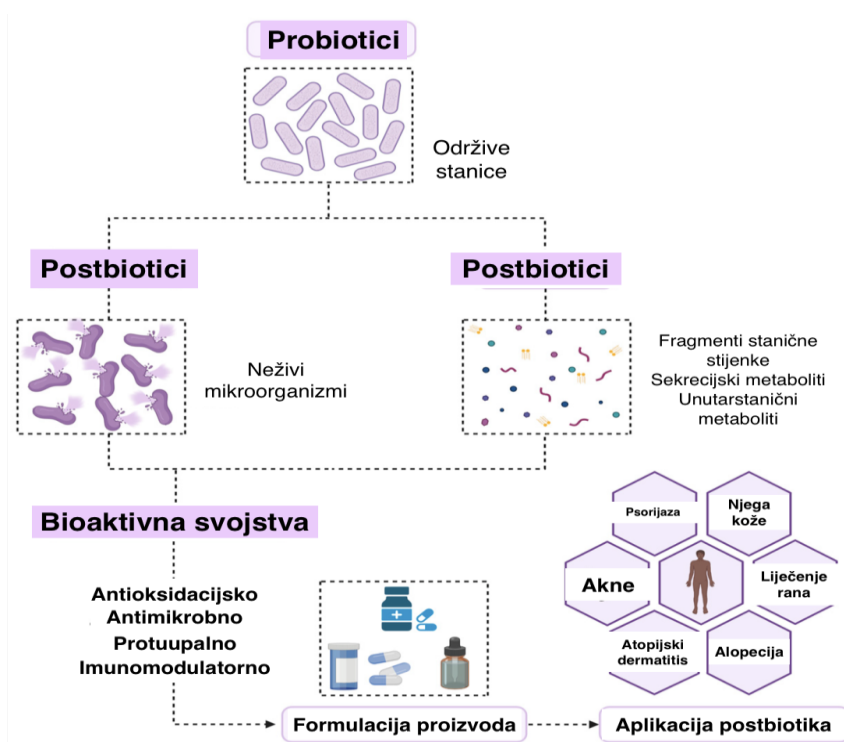 Probiotici
Održive
stanice
Postbiotici
Postbiotici
Neživi
mikroorganizmi
Fragmenti stanične
stijenke
Sekrecijski metaboliti
Unutarstanični
metaboliti
Bioaktivna svojstva
Antioksidacijsko
Antimikrobno
Protuupalno
Imunomodulatorno
Psorijaza
Njega
kože
Akne
Liječenje
rana
Atopijski
dermatitis
Alopecija
Formulacija proizvoda
Aplikacija postbiotika